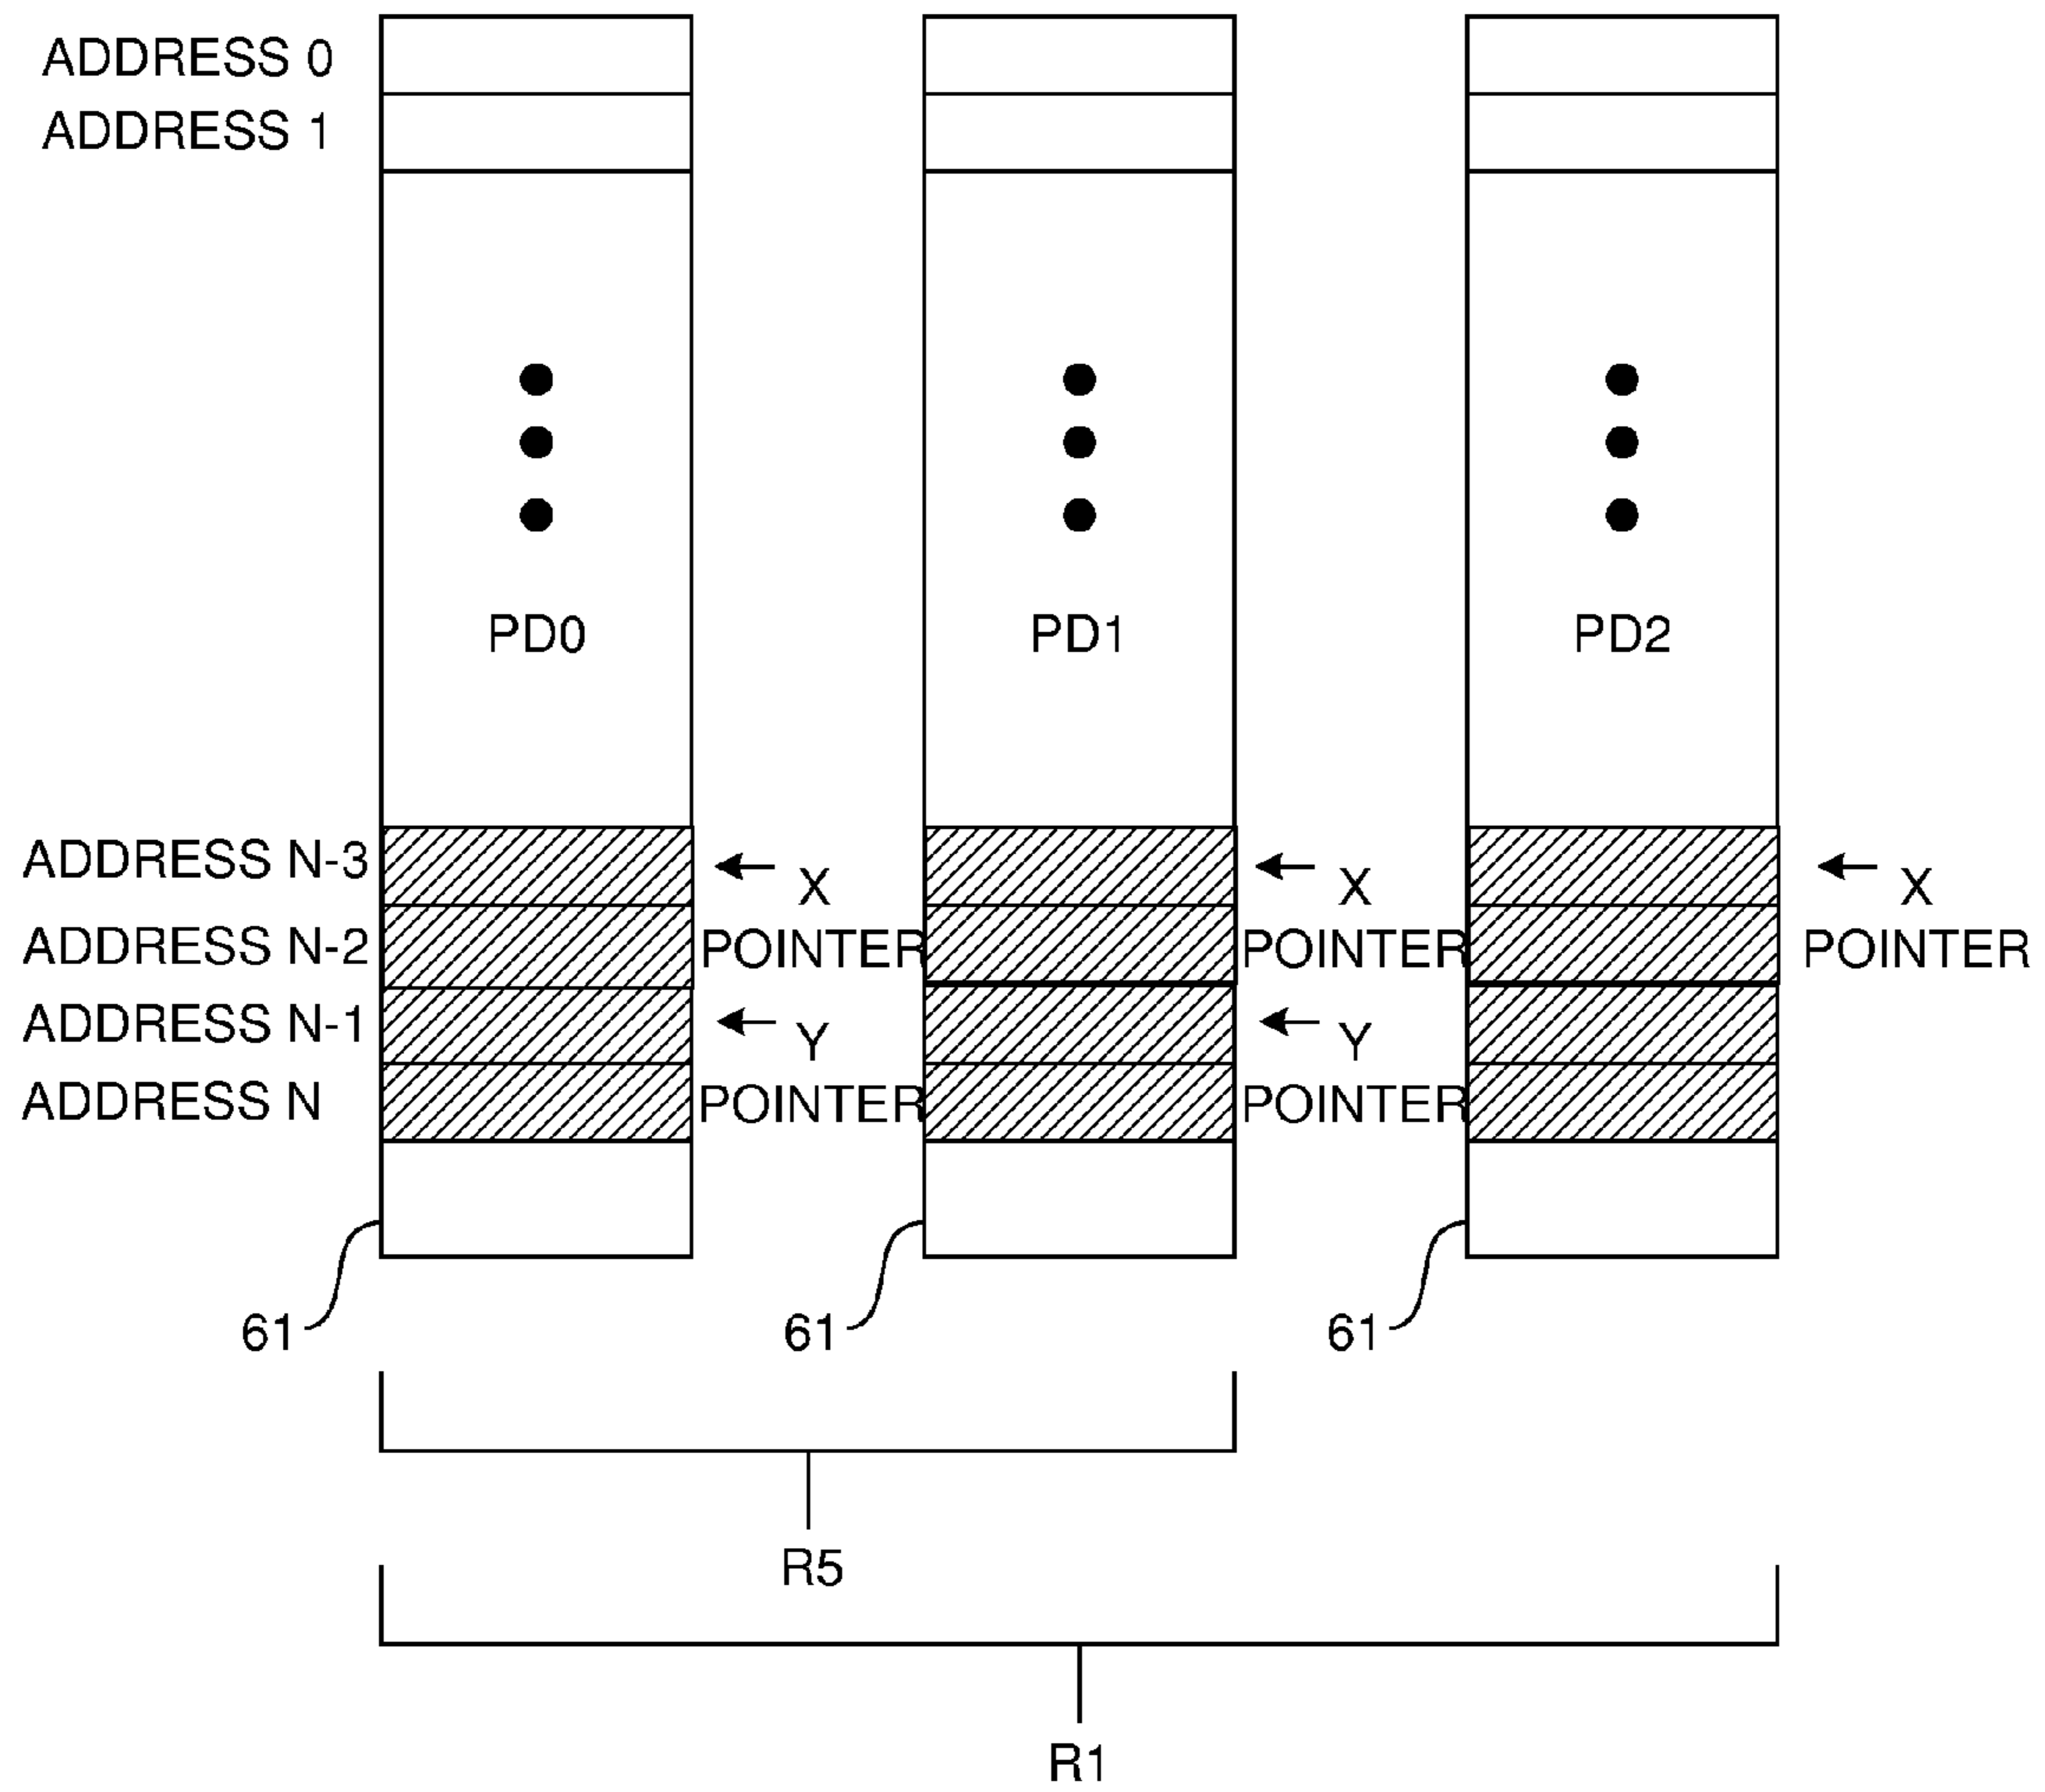 ADDRESS 0
ADDRESS 1
PD0
PD1
PD2
ADDRESS N-3
X
X
X
ADDRESS N-2
POINTER
POINTER
POINTER
ADDRESS N-1
Y
Y
ADDRESS N
POINTER
POINTER
61
61
61
R5
R1